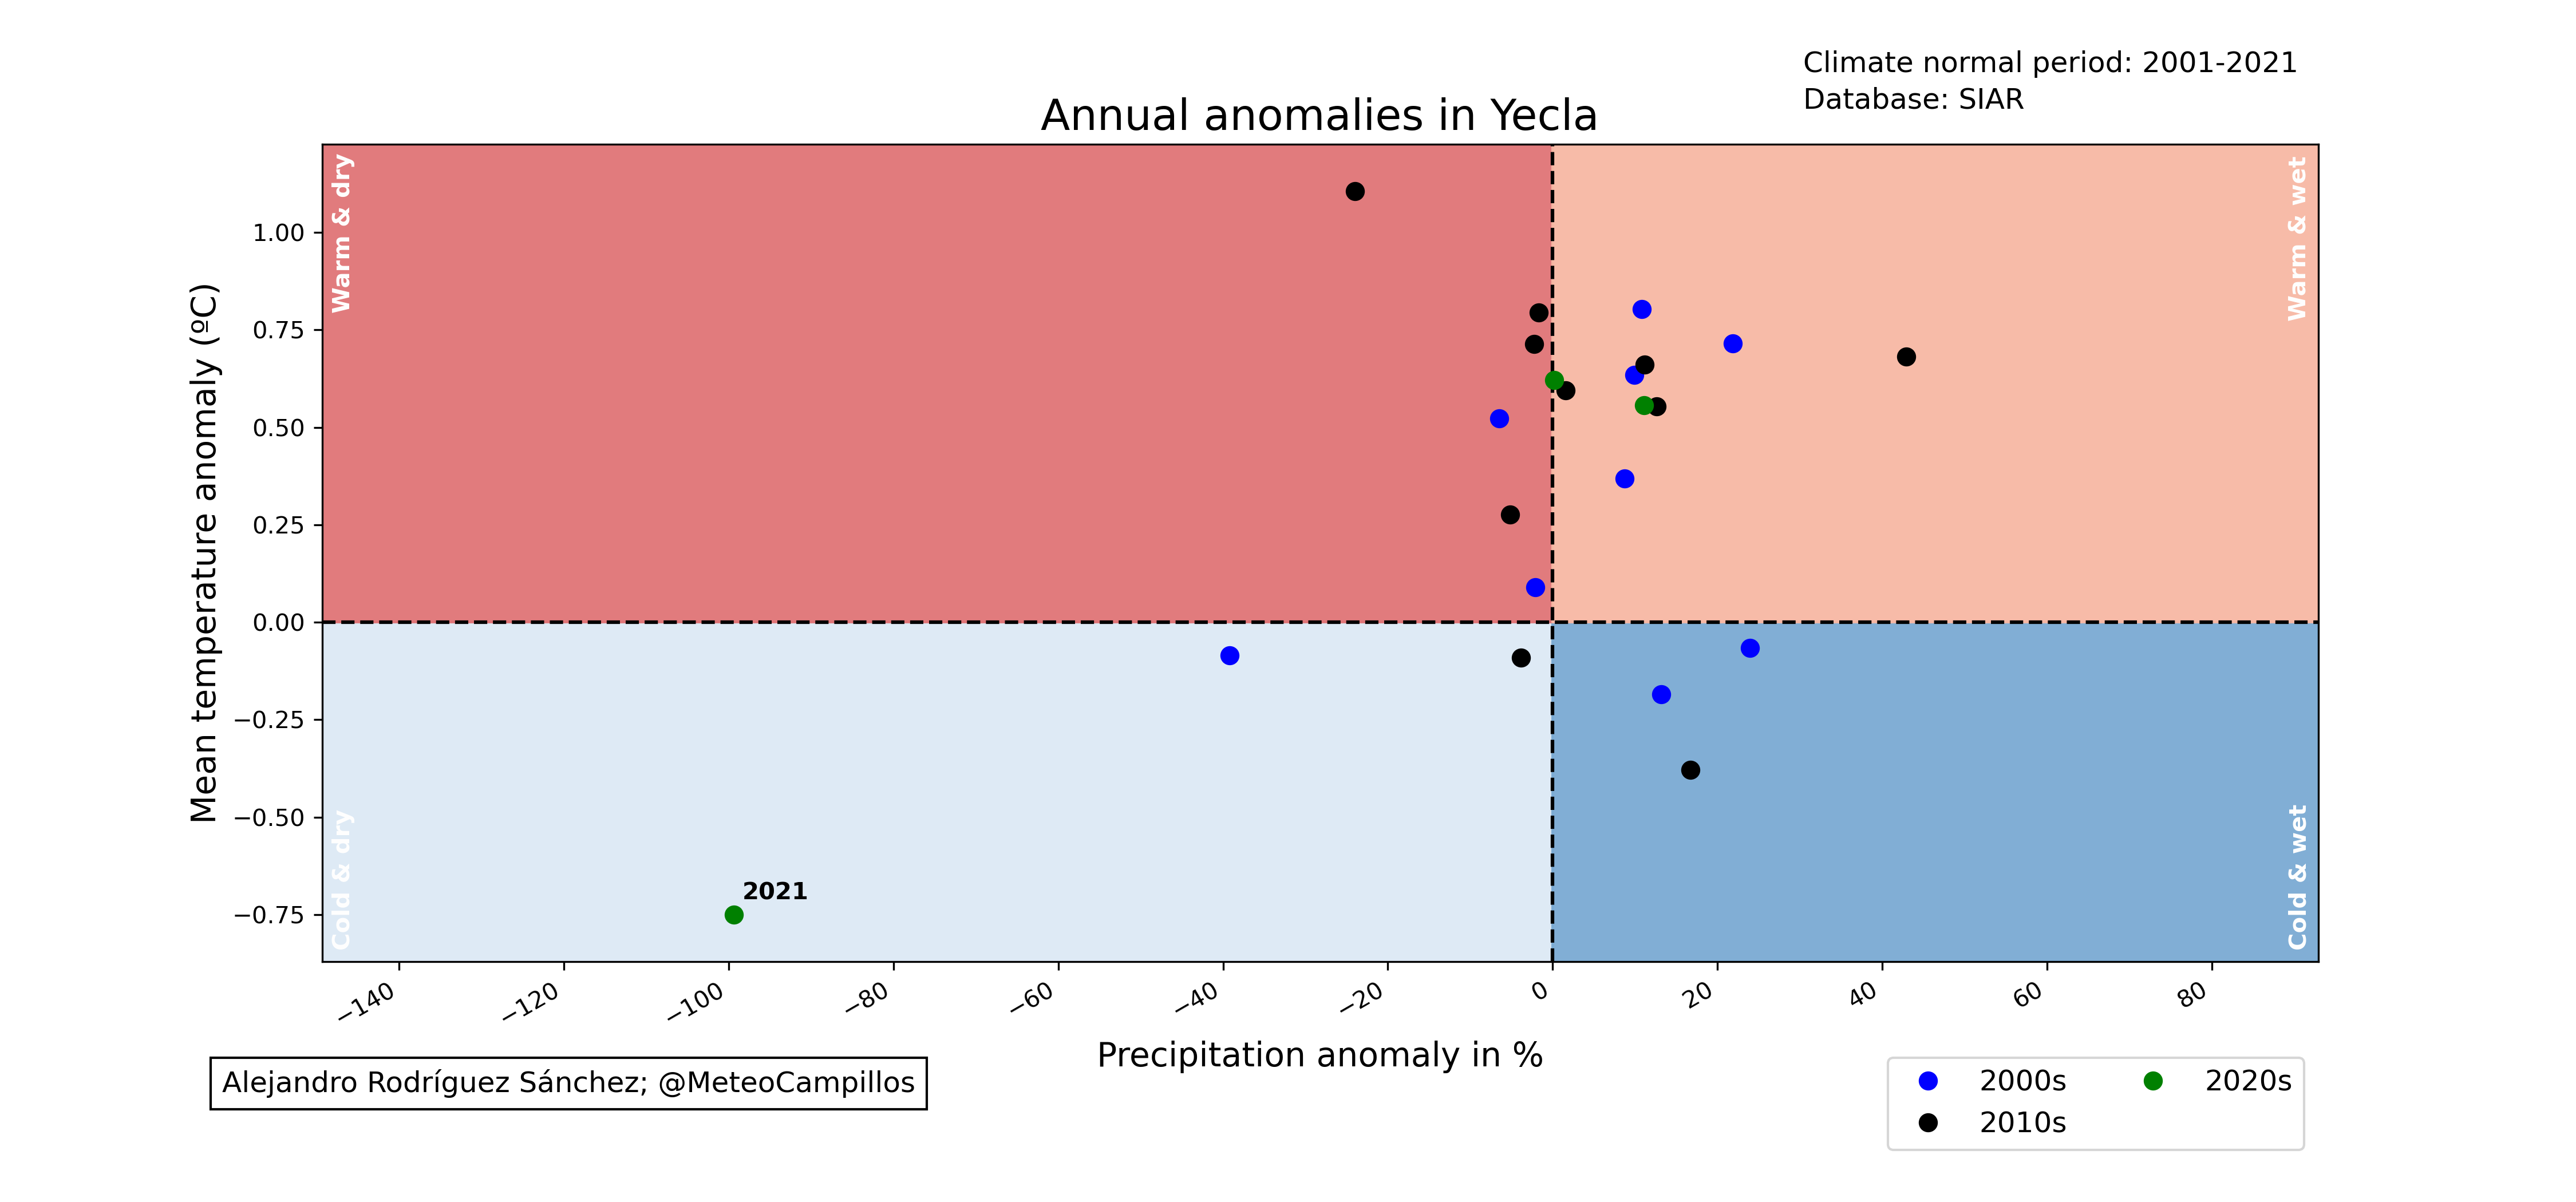 Climate normal period: 2001-2021
Database: SIAR
Annual anomalies in Yecla
Warm & dry
Warm & wet
Mean temperature anomaly (ºC)
1.00
0.75
0.50
0.25
0.00
−0.25
−0.50
−0.75
Cold & dry
2021
Cold & wet
−140
−120
−100
−80
−60
−40
−20
0
20
40
60
80
Precipitation anomaly in %
Alejandro Rodríguez Sánchez; @MeteoCampillos
2000s
2010s
2020s